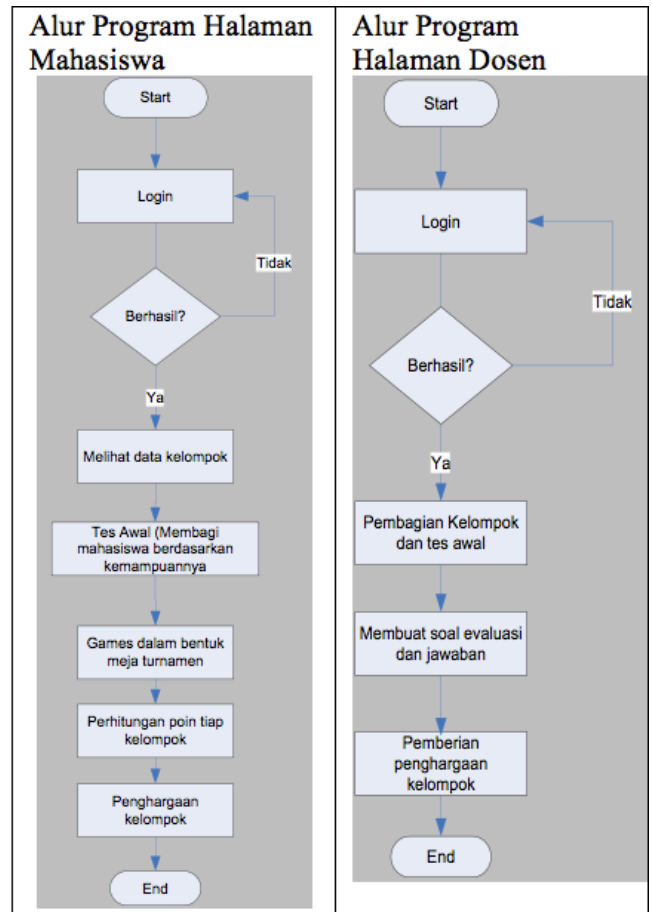 Alur Program Halaman
Mahasiswa
Start
Login
Tidak
Berhasil?
Ya
Melihat data kelompok
Tes Awal (Membagi
mahasiswa berdasarkan
kemampuannya
Games dalam bentuk
meja turnamen
Perhitungan poin tiap
kelompok
Penghargaan
kelompok
End
Alur Program
Halaman Dosen
Start
Login
Tidak
Berhasil?
Ya
Pembagian Kelompok
dan tes awal
Membuat soal evaluasi
dan jawaban
Pemberian
penghargaan
kelompok
End